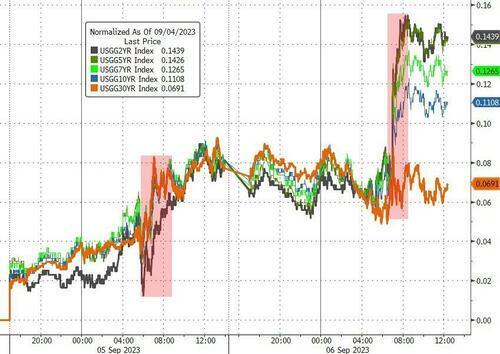 Normalized As Of 09/04/2023
Last Price
USGG2YR Index 0.1439
USGG5YR Index 0.1426
USGG7YR Index 0.1265
USGG10YR Index 0.1108
USGG30YR Index 0.0691
0.16
0.1439
0.1265
0.12
0.1108
0.10
0.08
0.0691
0.06
0.04
0.02
0.00
20:00 00:00 04:00 08:00 12:00 20:00 00:00 04:00 08:00 12:00
05 Sep 2023 06 Sep 2023